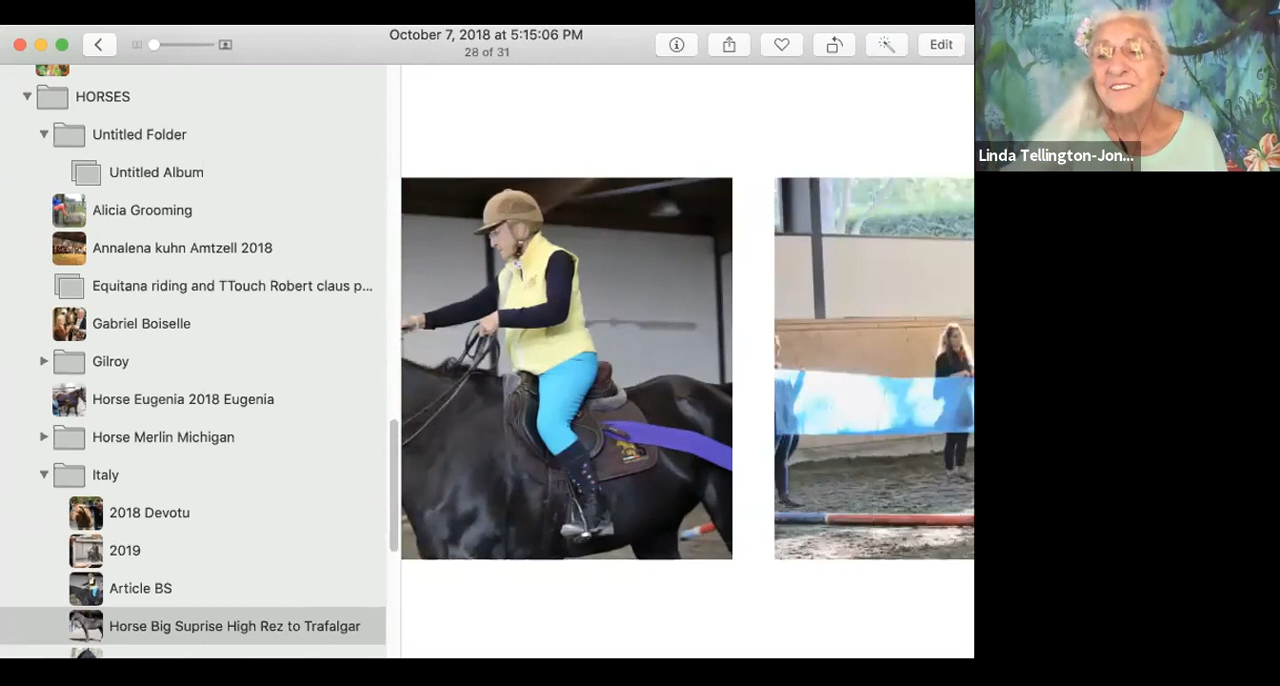 October 7, 2018 at 5:15:06 PM
28 of 31
Edit
HORSES
Untitled Folder
Untitled Album
Alicia Grooming
Annalena kuhn Amtzell 2018
Equitana riding and TTouch Robert claus p...
Gabriel Boiselle
Gilroy
Horse Eugenia 2018 Eugenia
Horse Merlin Michigan
Italy
2018 Devotu
2019
Article BS
Horse Big Suprise High Rez to Trafalgar
Linda Tellington-Jon...